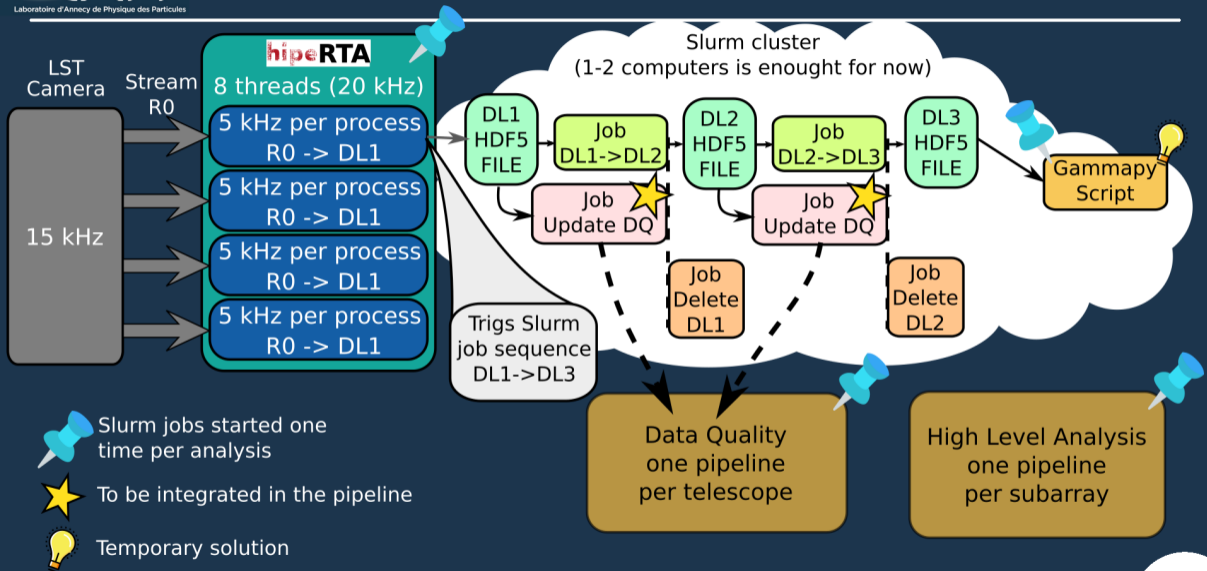 Laboratoire d'Annecy de Physique des Particules
LST
Camera
15 kHz
Stream
R0
hipeRTA
8 threads (20 kHz)
5 kHz per process
R0 -> DL1
5 kHz per process
R0 -> DL1
5 kHz per process
R0 -> DL1
5 kHz per process
R0 -> DL1
Slurm cluster
(1-2 computers is enought for now)
DL1
HDF5
FILE
Job
DL1->DL2
Job
Update DQ
Job
Delete
DL1
DL2
HDF5
FILE
Job
DL2->DL3
Job
Update DQ
Job
Delete
DL2
DL3
HDF5
FILE
Gammapy
Script
Trigs Slurm
job sequence
DL1->DL3
Data Quality
one pipeline
per telescope
High Level Analysis
one pipeline
per subarray
Slurm jobs started one
time per analysis
To be integrated in the pipeline
Temporary solution